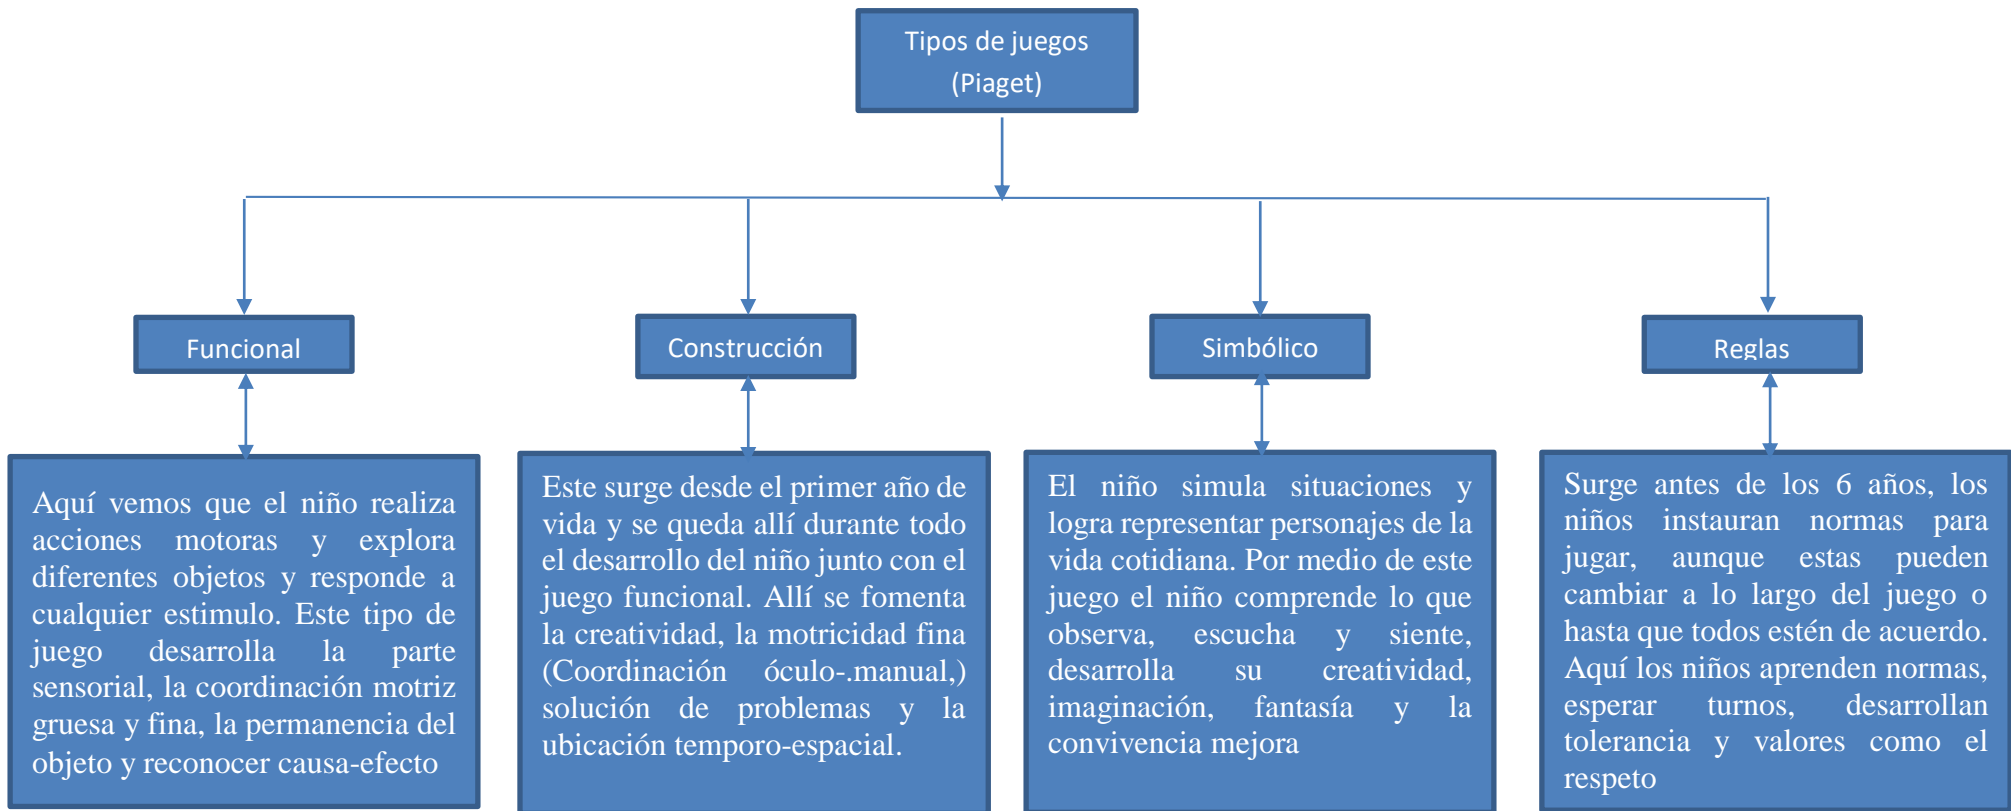 Tipos de juegos
(Piaget)
Funcional
Construcción
Simbólico
Reglas
Aquí vemos que el niño realiza
acciones motoras y explora
diferentes objetos y responde a
cualquier estimulo. Este tipo de
juego desarrolla la parte
sensorial, la coordinación motriz
gruesa y fina, la permanencia del
objeto y reconocer causa-efecto
Este surge desde el primer año de
vida y se queda allí durante todo
el desarrollo del niño junto con el
juego funcional. Allí se fomenta
la creatividad, la motricidad fina
(Coordinación óculo-.manual,)
solución de problemas y la
ubicación temporo-espacial.
El niño simula situaciones y
logra representar personajes de la
vida cotidiana. Por medio de este
juego el niño comprende lo que
observa, escucha y siente,
desarrolla su creatividad,
imaginación, fantasía y la
convivencia mejora
Surge antes de los 6 años, los
niños instauran normas para
jugar, aunque estas pueden
cambiar a lo largo del juego o
hasta que todos estén de acuerdo.
Aquí los niños aprenden normas,
esperar turnos, desarrollan
tolerancia y valores como el
respeto